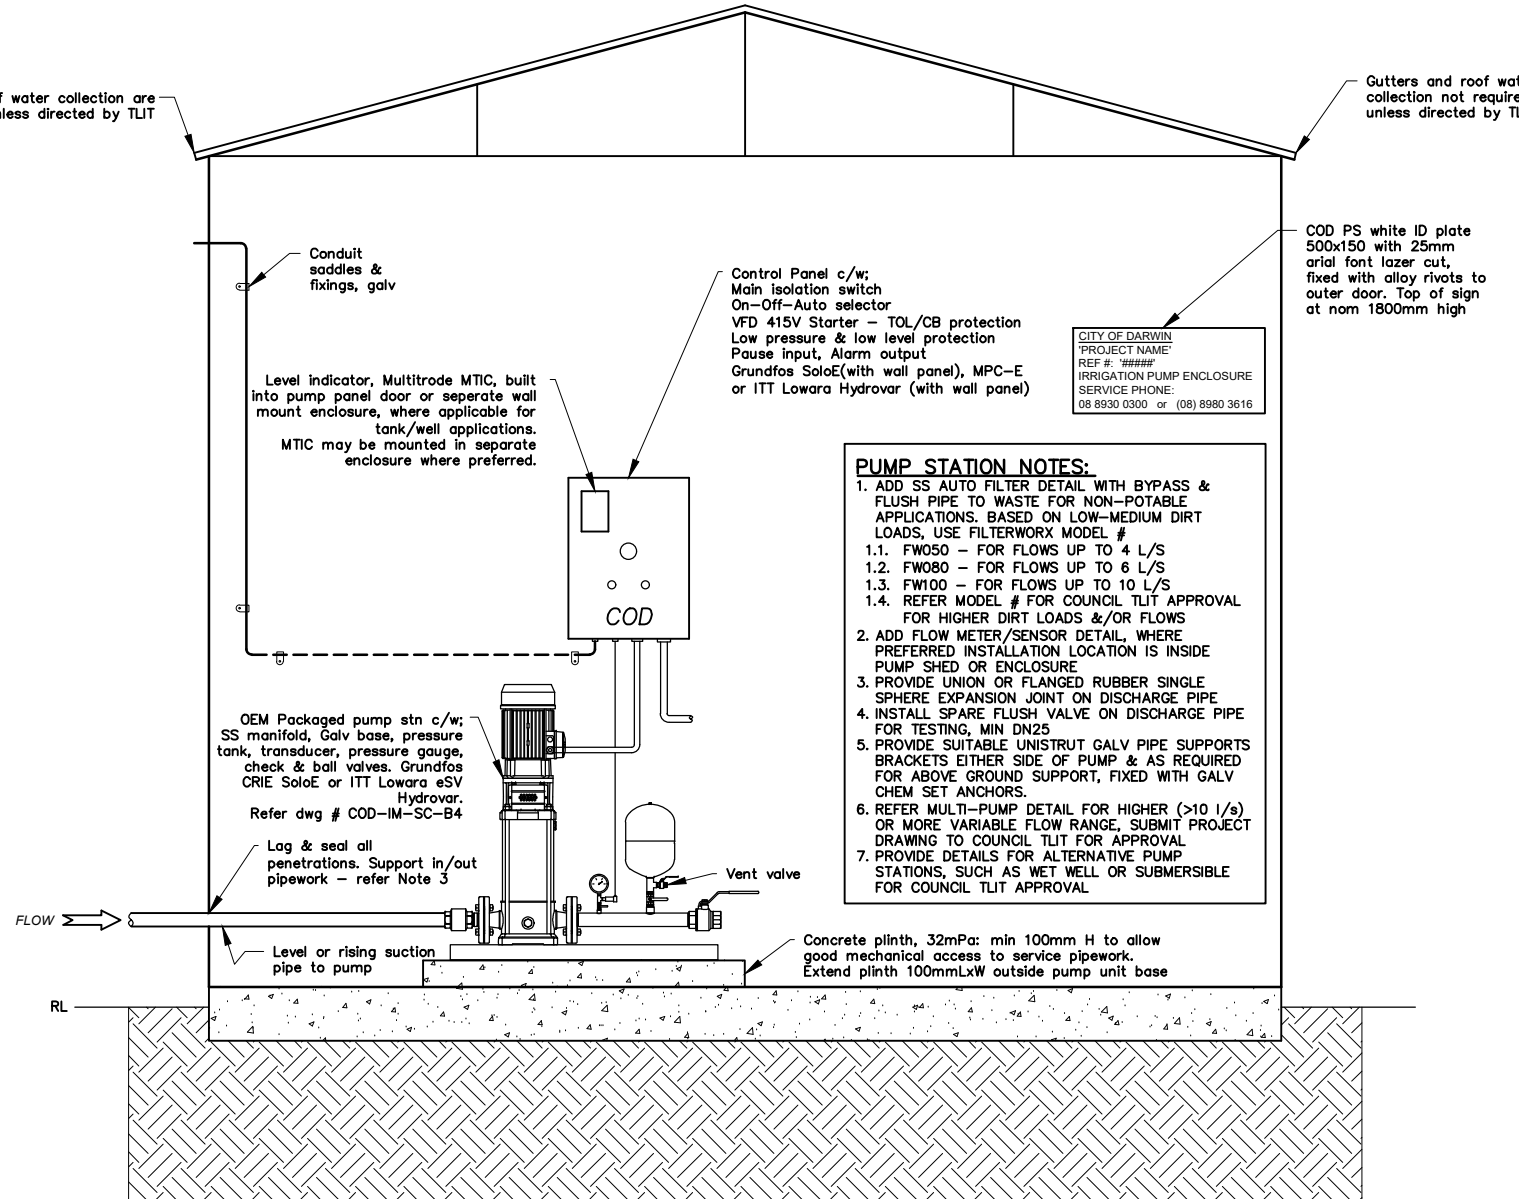 f water collection are
less directed by TLIT
Gutters and roof wat
collection not require
unless directed by TL
COD PS white ID plate
500x150 with 25mm
arial font lazer cut,
fixed with alloy rivots to
outer door. Top of sign
at nom 1800mm high
Conduit
saddles &
fixings, galv
Control Panel c/w;
Main isolation switch
On-Off-Auto selector
VFD 415V Starter - TOL/CB protection
Low pressure & low level protection
Pause input, Alarm output
Grundfos SoloE(with wall panel), MPC-E
or ITT Lowara Hydrovar (with wall panel)
CITY OF DARWIN
'PROJECT NAME'
REF #: '#####'
IRRIGATION PUMP ENCLOSURE
SERVICE PHONE:
08 8930 0300 or (08) 8980 3616
Level indicator, Multitrode MTIC, built
into pump panel door or seperate wall
mount enclosure, where applicable for
tank/well applications.
MTIC may be mounted in separate
enclosure where preferred.
COD
PUMP STATION NOTES:
1. ADD SS AUTO FILTER DETAIL WITH BYPASS &
FLUSH PIPE TO WASTE FOR NON-POTABLE
APPLICATIONS. BASED ON LOW-MEDIUM DIRT
LOADS, USE FILTERWORX MODEL #
1.1. FW050 - FOR FLOWS UP TO 4 L/S
1.2. FW080 - FOR FLOWS UP TO 6 L/S
1.3. FW100 - FOR FLOWS UP TO 10 L/S
1.4. REFER MODEL # FOR COUNCIL TLIT APPROVAL
FOR HIGHER DIRT LOADS &/OR FLOWS
2. ADD FLOW METER/SENSOR DETAIL, WHERE
PREFERRED INSTALLATION LOCATION IS INSIDE
PUMP SHED OR ENCLOSURE
3. PROVIDE UNION OR FLANGED RUBBER SINGLE
SPHERE EXPANSION JOINT ON DISCHARGE PIPE
4. INSTALL SPARE FLUSH VALVE ON DISCHARGE PIPE
FOR TESTING, MIN DN25
5. PROVIDE SUITABLE UNISTRUT GALV PIPE SUPPORTS
BRACKETS EITHER SIDE OF PUMP & AS REQUIRED
FOR ABOVE GROUND SUPPORT, FIXED WITH GALV
CHEM SET ANCHORS.
6. REFER MULTI-PUMP DETAIL FOR HIGHER (>10 l/s)
OR MORE VARIABLE FLOW RANGE, SUBMIT PROJECT
DRAWING TO COUNCIL TLIT FOR APPROVAL
7. PROVIDE DETAILS FOR ALTERNATIVE PUMP
STATIONS, SUCH AS WET WELL OR SUBMERSIBLE
FOR COUNCIL TLIT APPROVAL
OEM Packaged pump stn c/w;
SS manifold, Galv base, pressure
tank, transducer, pressure gauge,
check & ball valves. Grundfos
CRIE SoloE or ITT Lowara eSV
Hydrovar.
Refer dwg # COD-IM-SC-B4
Lag & seal all
penetrations. Support in/out
pipework - refer Note 3
Vent valve
FLOW
Level or rising suction
pipe to pump
Concrete plinth, 32mPa: min 100mm H to allow
good mechanical access to service pipework.
Extend plinth 100mmLxW outside pump unit base
RL